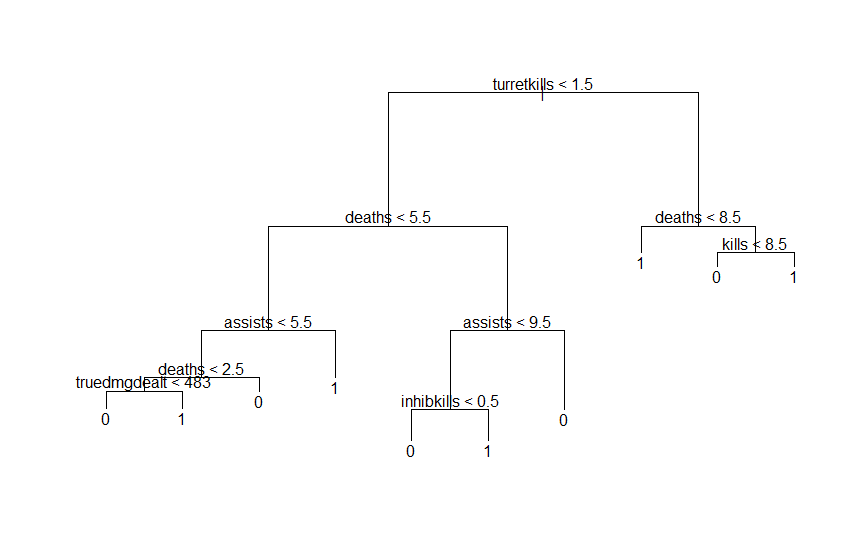 turretkills < 1.5
deaths < 5.5
deaths < 8.5
kills < 8.5
1
0
1
assists < 5.5
assists < 9.5
deaths < 2.5
truedmgdealt < 483
1
0
inhibkills < 0.5
0
1
0
0
1